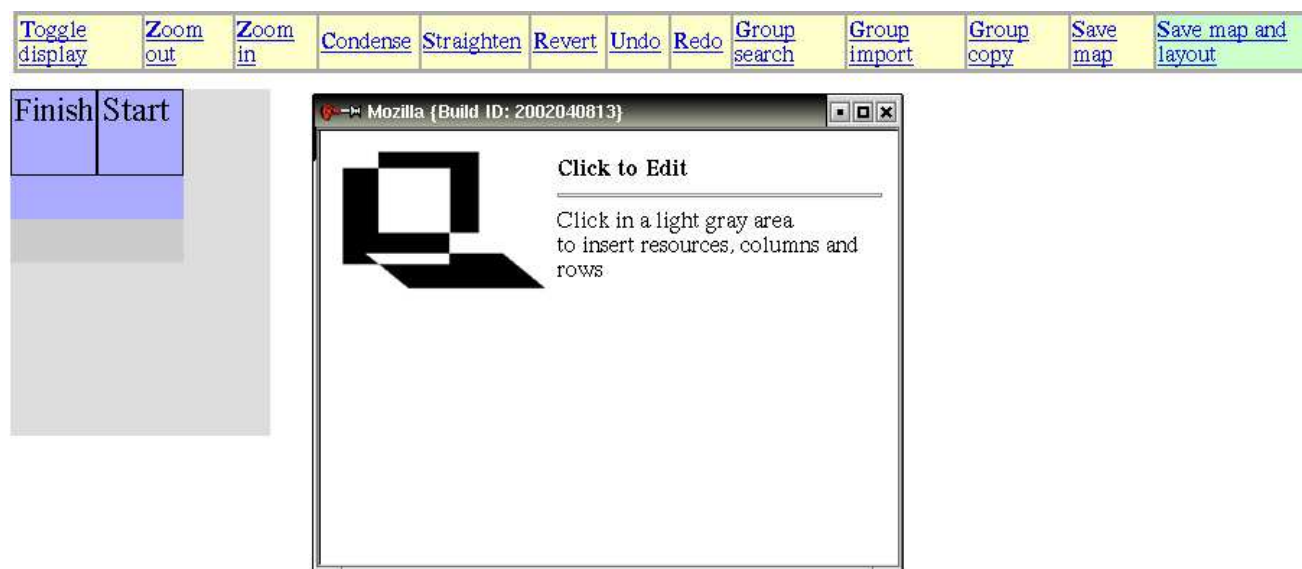 Toggle display
Zoom out
Zoom in
Condense
Straighten
Revert
Undo
Redo
Group search
Group import
Group copy
Save map
Save map and layout
Finish Start
Mozilla {Build ID: 2002040813}
Click to Edit
Click in a light gray area
to insert resources, columns and
rows